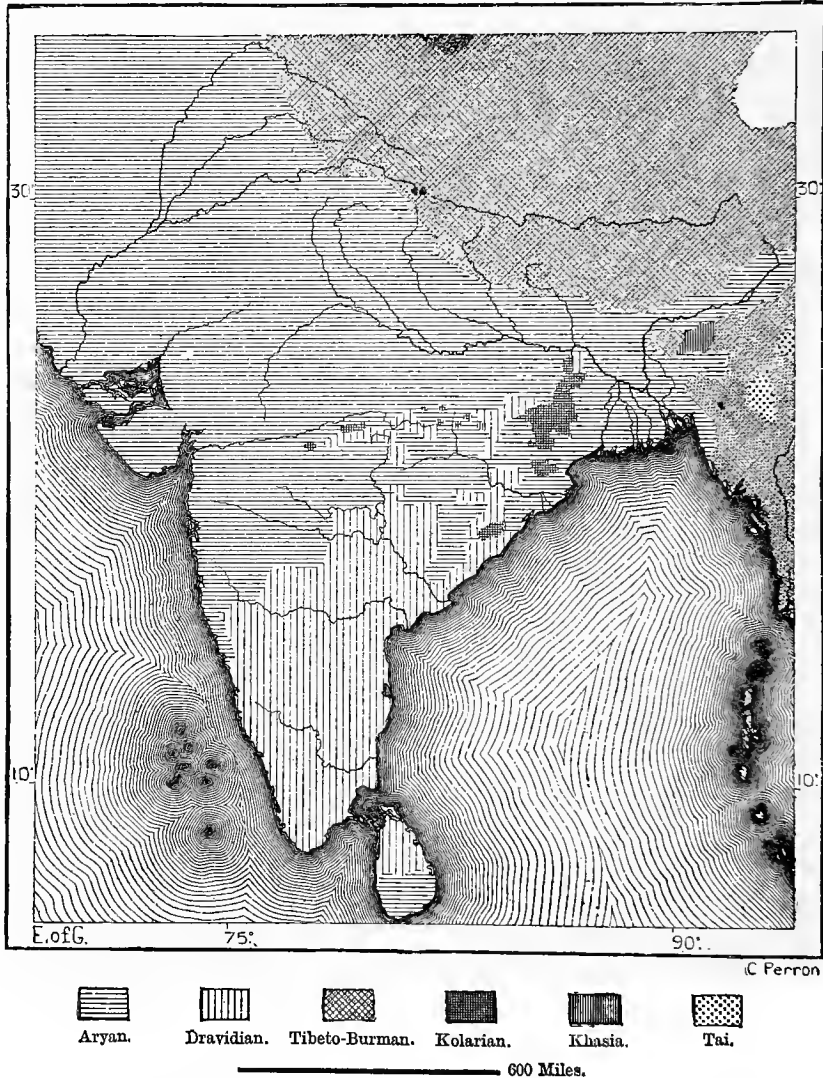 30°
30°
10°
10°
E. of G.
75°
90°
C Perron
Aryan.
Dravidian.
Tibeto-Burman.
Kolarian.
Khasia.
Tai.
600 Miles.